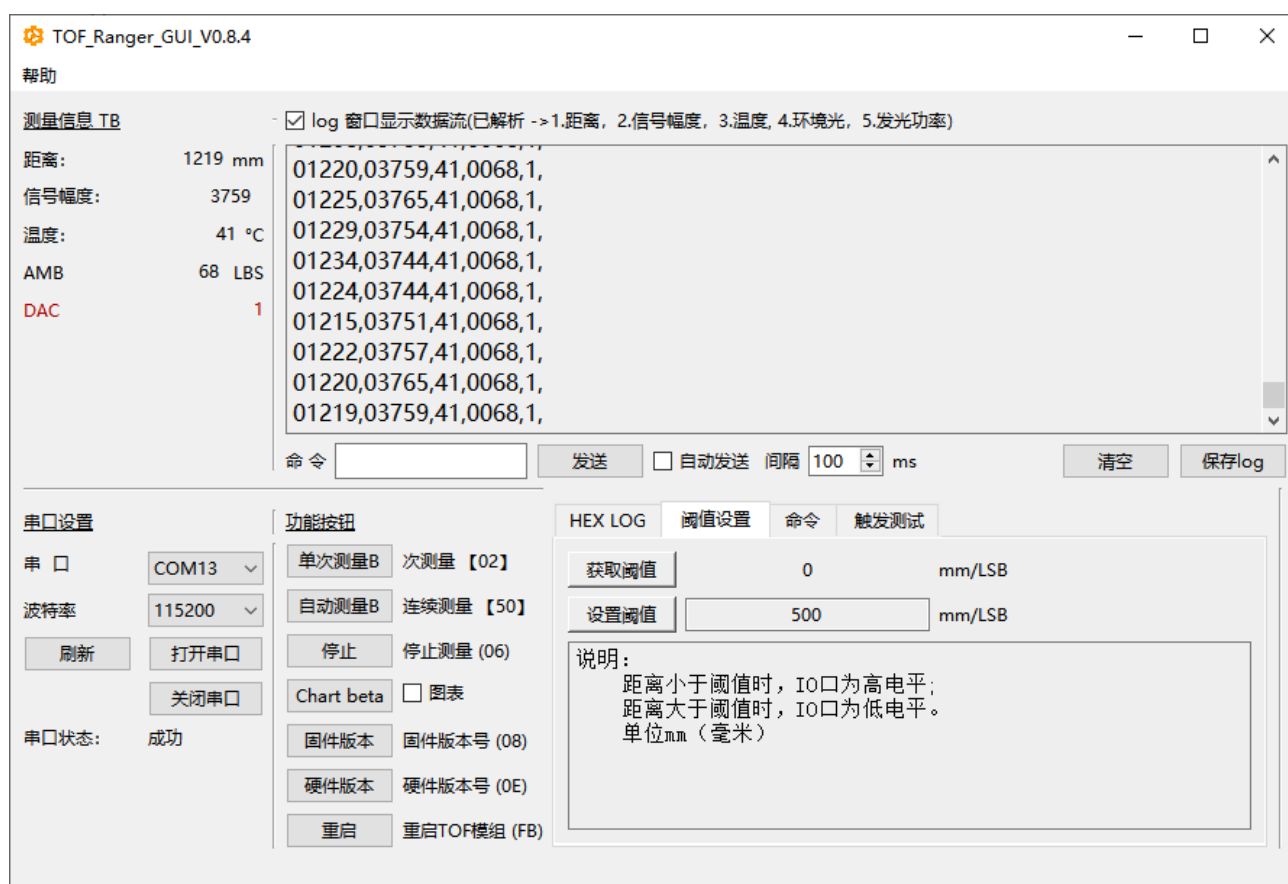 TOF_Ranger_GUI_V0.8.4
帮助
测量信息 TB
log 窗口显示数据流(已解析 ->1.距离，2.信号幅度，3.温度, 4.环境光，5.发光功率)
距离: 1219 mm
信号幅度: 3759
温度: 41 °C
AMB 68 LBS
DAC 1
01220,03759,41,0068,1,
01225,03765,41,0068,1,
01229,03754,41,0068,1,
01234,03744,41,0068,1,
01224,03744,41,0068,1,
01215,03751,41,0068,1,
01222,03757,41,0068,1,
01220,03765,41,0068,1,
01219,03759,41,0068,1,
命令 发送 自动发送 间隔 100 ms 清空 保存log
串口设置
串 口 COM13
波特率 115200
刷新 打开串口
关闭串口
串口状态: 成功
功能按钮
单次测量B 次测量 【02】
自动测量B 连续测量 【50】
停止 停止测量 (06)
Chart beta 图表
固件版本 固件版本号 (08)
硬件版本 硬件版本号 (0E)
重启 重启TOF模组 (FB)
HEX LOG 阈值设置 命令 触发测试
获取阈值 0 mm/LSB
设置阈值 500 mm/LSB
说明:
距离小于阈值时，IO口为高电平;
距离大于阈值时，IO口为低电平。
单位mm（毫米）